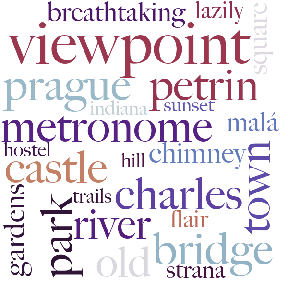 breathtaking lazily
viewpoint
square
prague petrin
indiana sunset
metronome malá
hostel chimney
castle hill
trails charles
town
gardens
park
river flair
old bridge
strana